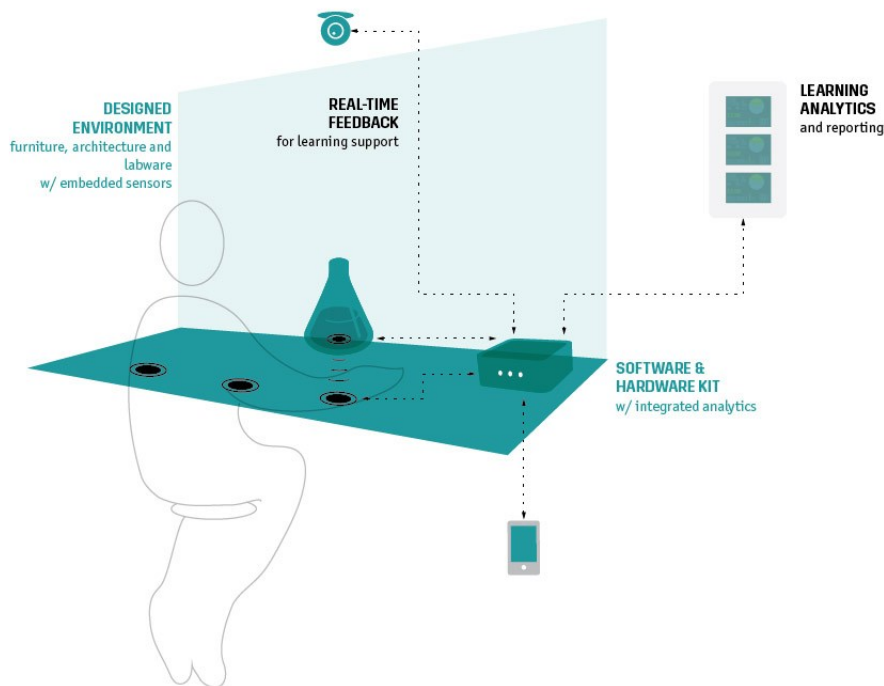 DESIGNED
ENVIRONMENT
furniture, architecture and
labware
w/ embedded sensors
REAL-TIME
FEEDBACK
for learning support
LEARNING
ANALYTICS
and reporting
SOFTWARE &
HARDWARE KIT
w/ integrated analytics